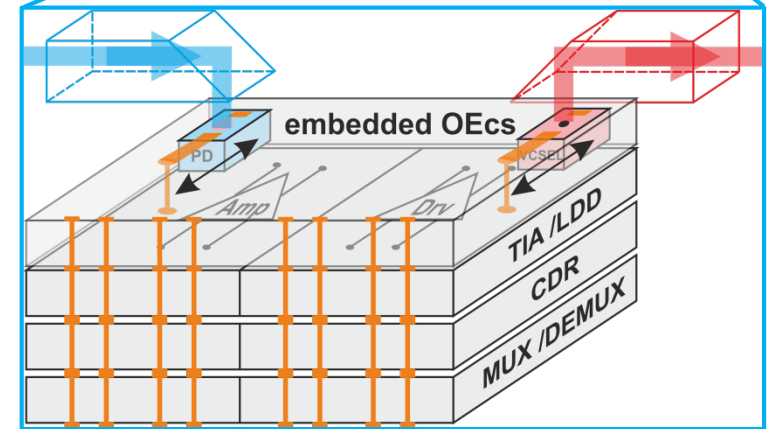 embedded OEcs
PD
VCSEL
Amp
Drv
TIA /LDD
CDR
MUX /DEMUX